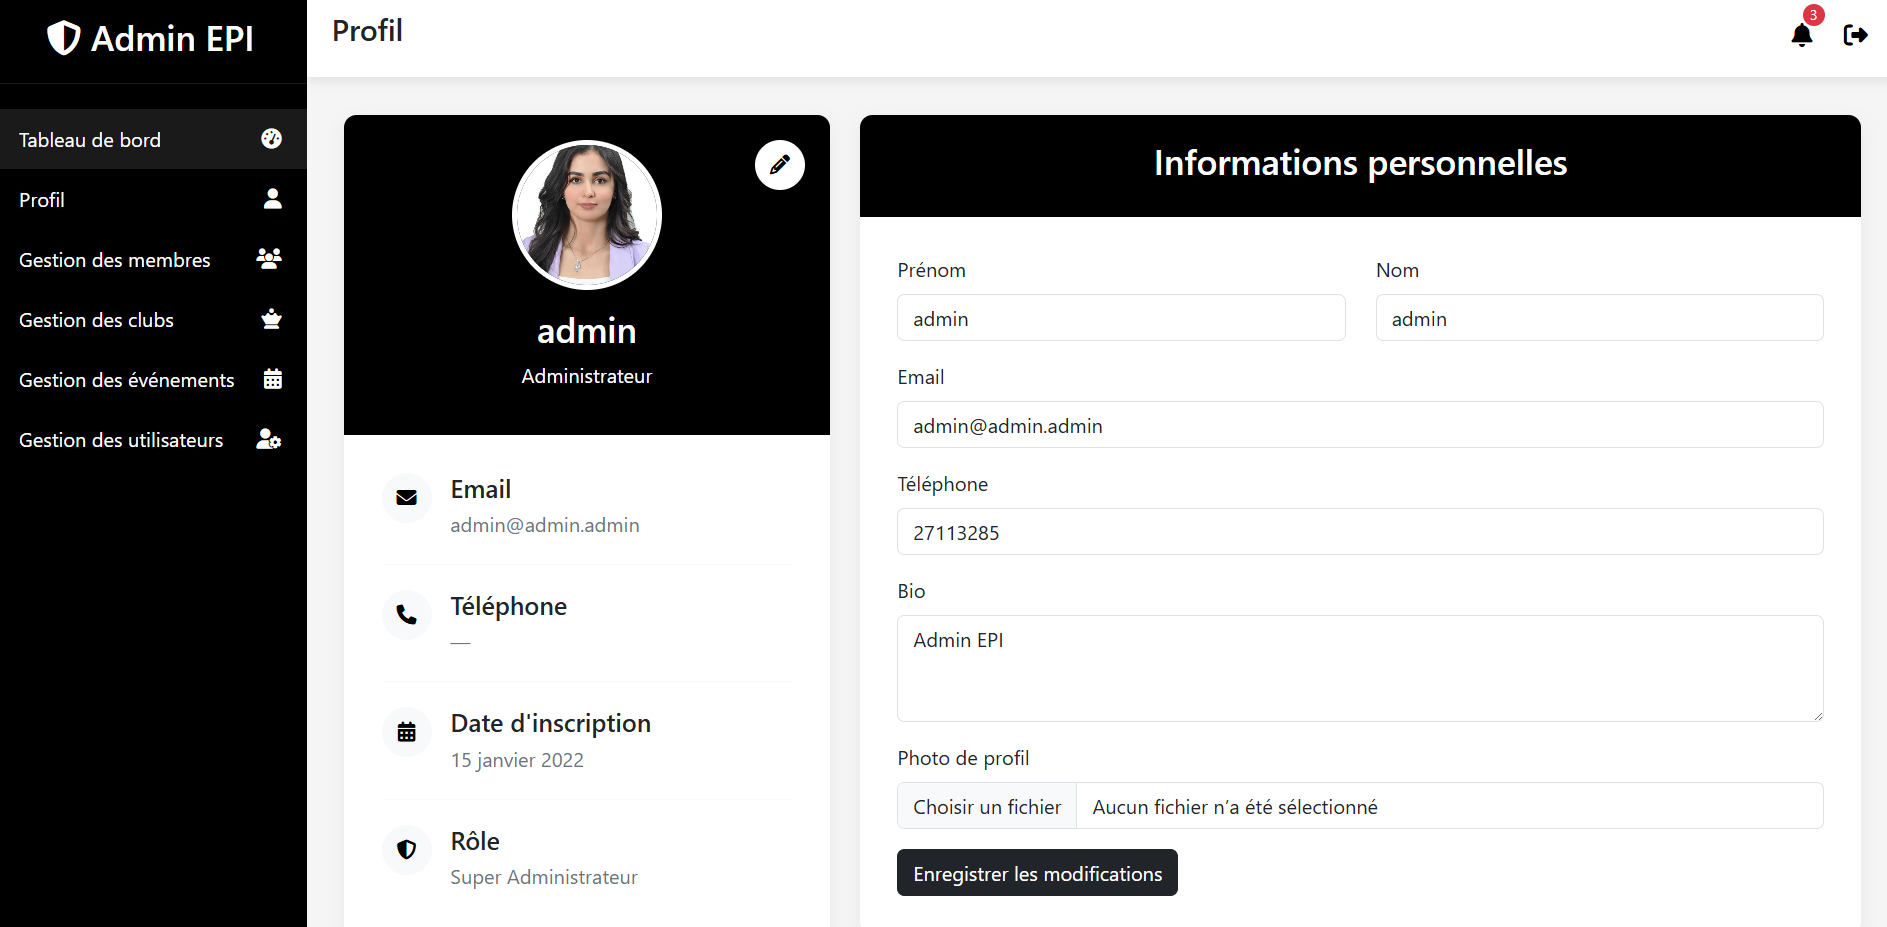 Admin EPI
Tableau de bord
Profil
Gestion des membres
Gestion des clubs
Gestion des événements
Gestion des utilisateurs
Profil
3
admin
Administrateur
Email
admin@admin.admin
Téléphone
—
Date d'inscription
15 janvier 2022
Rôle
Super Administrateur
Informations personnelles
Prénom
admin
Nom
admin
Email
admin@admin.admin
Téléphone
27113285
Bio
Admin EPI
Photo de profil
Choisir un fichier Aucun fichier n’a été sélectionné
Enregistrer les modifications